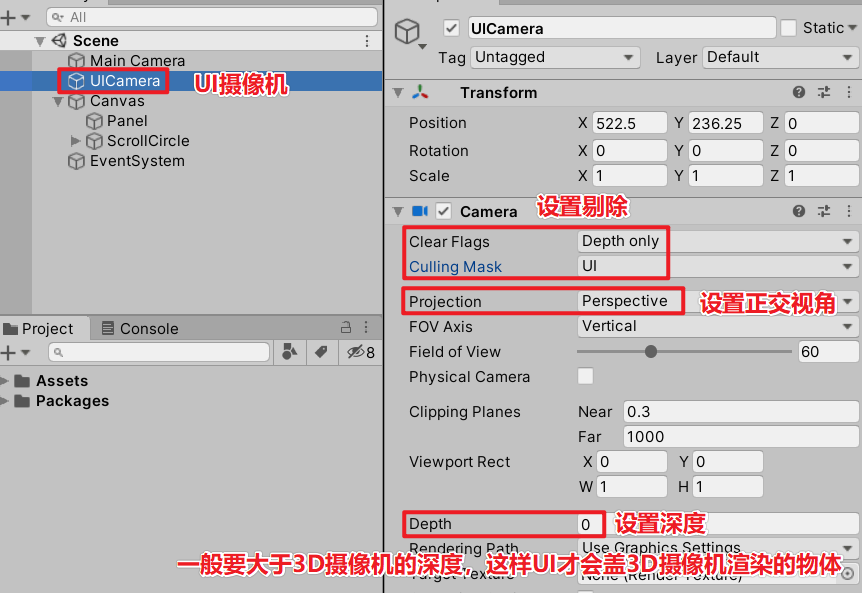 All
Scene
Main Camera
UICamera
UI摄像机
Canvas
Panel
ScrollCircle
EventSystem
Project
Console
8
Assets
Packages
UICamera
Static
Tag Untagged Layer Default
Transform
Position X 522.5 Y 236.25 Z 0
Rotation X 0 Y 0 Z 0
Scale X 1 Y 1 Z 1
Camera
设置剔除
Clear Flags Depth only
Culling Mask UI
Projection Perspective
设置正交视角
FOV Axis Vertical
Field of View 60
Physical Camera
Clipping Planes Near 0.3
Far 1000
Viewport Rect X 0 Y 0
W 1 H 1
Depth 0
设置深度
Rendering Path Use Graphics Settings
一般要大于3D摄像机的深度，这样UI才会盖3D摄像机渲染的物体
Target Texture None (Render Texture)